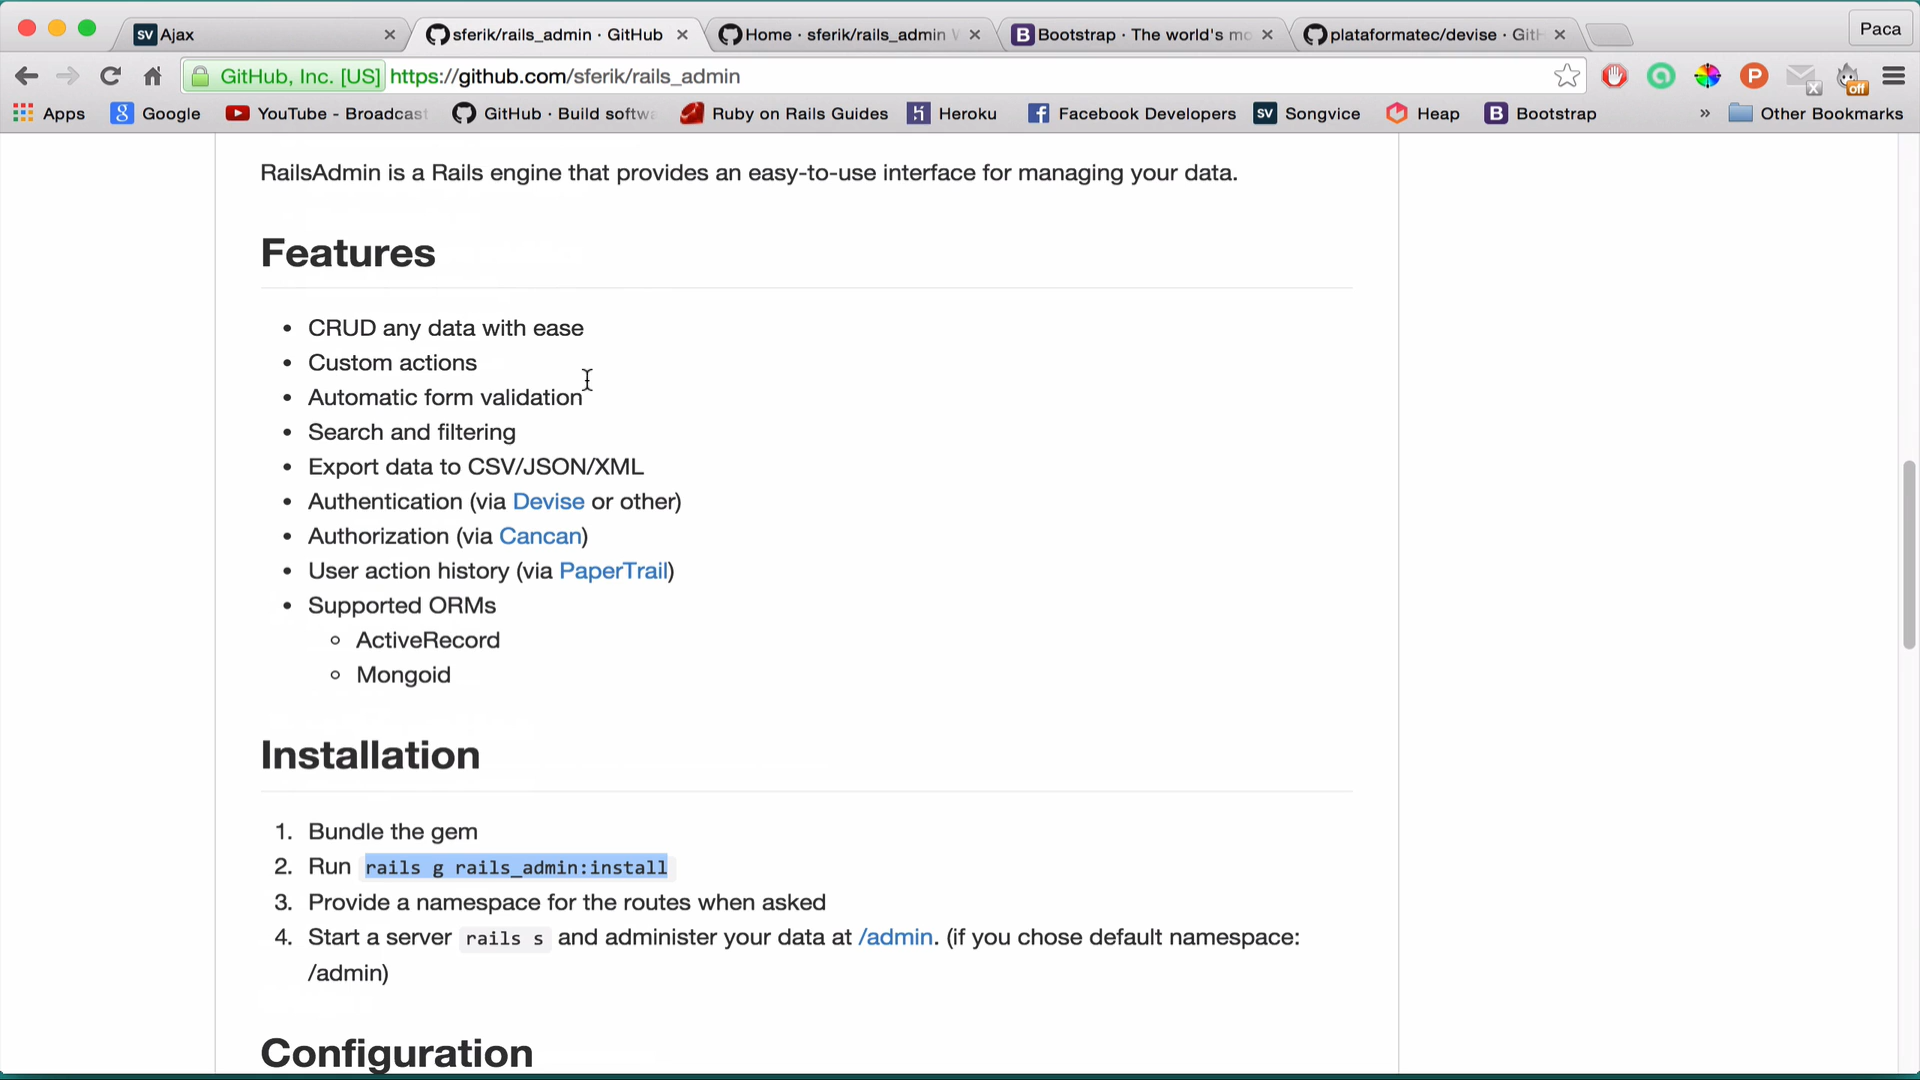 SV Ajax
sferik/rails_admin · GitHub
Home · sferik/rails_admin
Bootstrap · The world's mo
plataformatec/devise · Git
Paca
GitHub, Inc. [US] https://github.com/sferik/rails_admin
P
x
off
Apps
g Google
YouTube - Broadcast
GitHub · Build softwa
Ruby on Rails Guides
Heroku
f Facebook Developers
SV Songvice
Heap
B Bootstrap
»
Other Bookmarks
RailsAdmin is a Rails engine that provides an easy-to-use interface for managing your data.
Features
• CRUD any data with ease
• Custom actions
• Automatic form validation
• Search and filtering
• Export data to CSV/JSON/XML
• Authentication (via Devise or other)
• Authorization (via Cancan)
• User action history (via PaperTrail)
• Supported ORMs
ActiveRecord
Mongoid
Installation
1. Bundle the gem
2. Run rails g rails_admin:install
3. Provide a namespace for the routes when asked
4. Start a server rails s and administer your data at /admin. (if you chose default namespace:
/admin)
Configuration